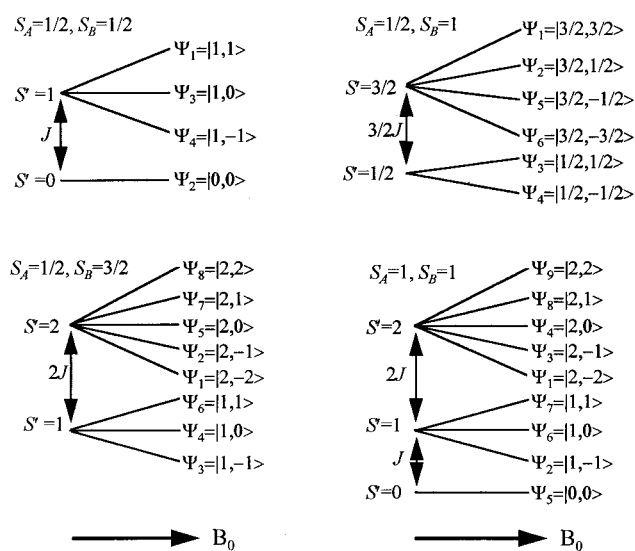 S_A=1/2, S_B=1/2
Ψ₁=|1,1>
S'=1
Ψ₃=|1,0>
J
Ψ₄=|1,−1>
S'=0
Ψ₂=|0,0>
S_A=1/2, S_B=1
Ψ₁=|3/2,3/2>
Ψ₂=|3/2,1/2>
S'=3/2
Ψ₅=|3/2,−1/2>
3/2J
Ψ₆=|3/2,−3/2>
Ψ₃=|1/2,1/2>
S'=1/2
Ψ₄=|1/2,−1/2>
S_A=1/2, S_B=3/2
Ψ₈=|2,2>
Ψ₇=|2,1>
S'=2
Ψ₅=|2,0>
Ψ₂=|2,−1>
2J
Ψ₁=|2,−2>
Ψ₆=|1,1>
S'=1
Ψ₄=|1,0>
Ψ₃=|1,−1>
B₀
S_A=1, S_B=1
Ψ₉=|2,2>
Ψ₈=|2,1>
S'=2
Ψ₄=|2,0>
Ψ₃=|2,−1>
2J
Ψ₁=|2,−2>
Ψ₇=|1,1>
S'=1
Ψ₆=|1,0>
J
Ψ₂=|1,−1>
S'=0
Ψ₅=|0,0>
B₀